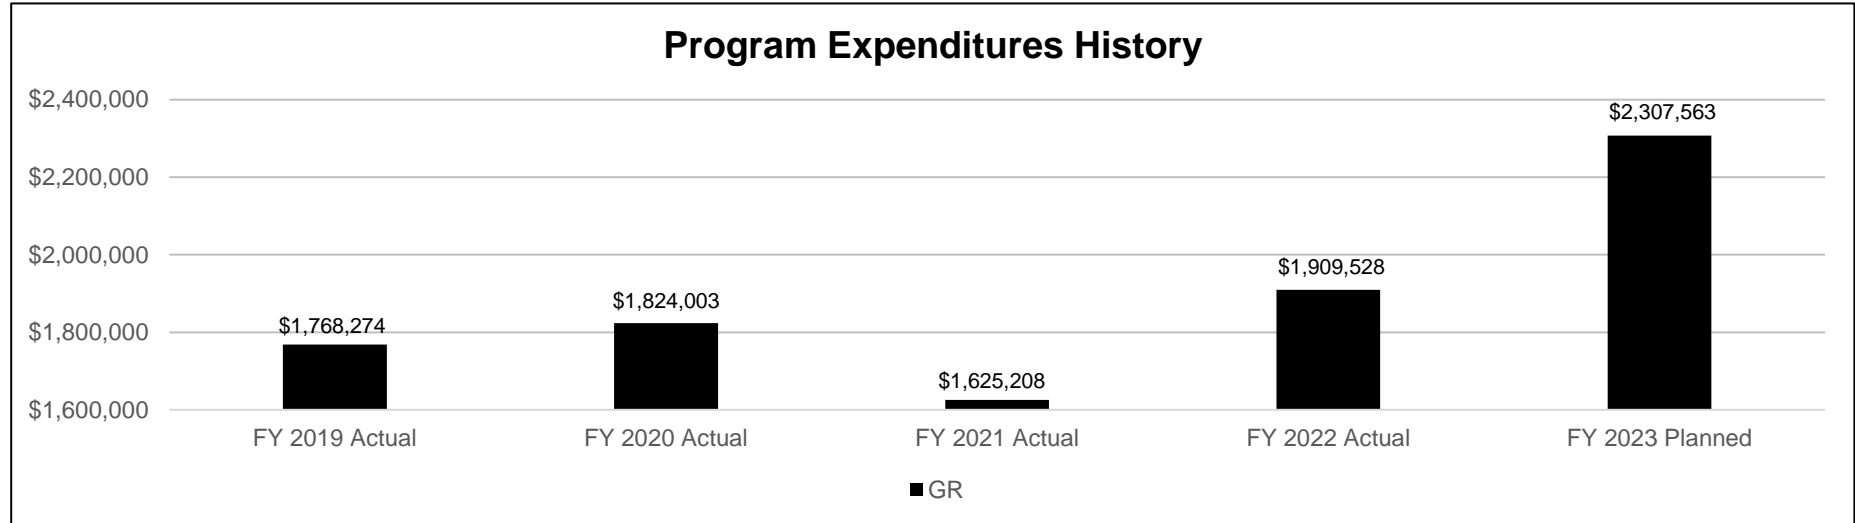 Program Expenditures History
$2,400,000
$2,200,000
$2,000,000
$1,800,000
$1,600,000
$1,768,274
$1,824,003
$1,625,208
$1,909,528
$2,307,563
FY 2019 Actual
FY 2020 Actual
FY 2021 Actual
FY 2022 Actual
FY 2023 Planned
GR